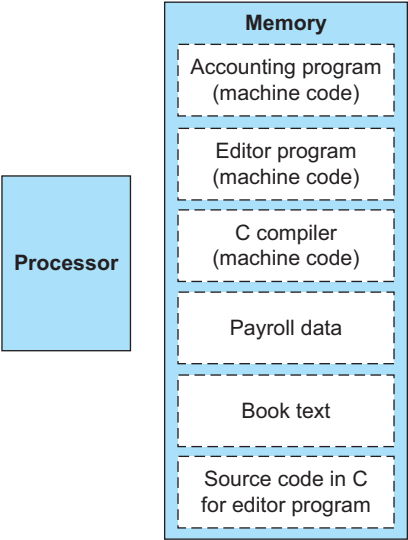 Memory
Accounting program
(machine code)
Editor program
(machine code)
C compiler
(machine code)
Processor
Payroll data
Book text
Source code in C
for editor program